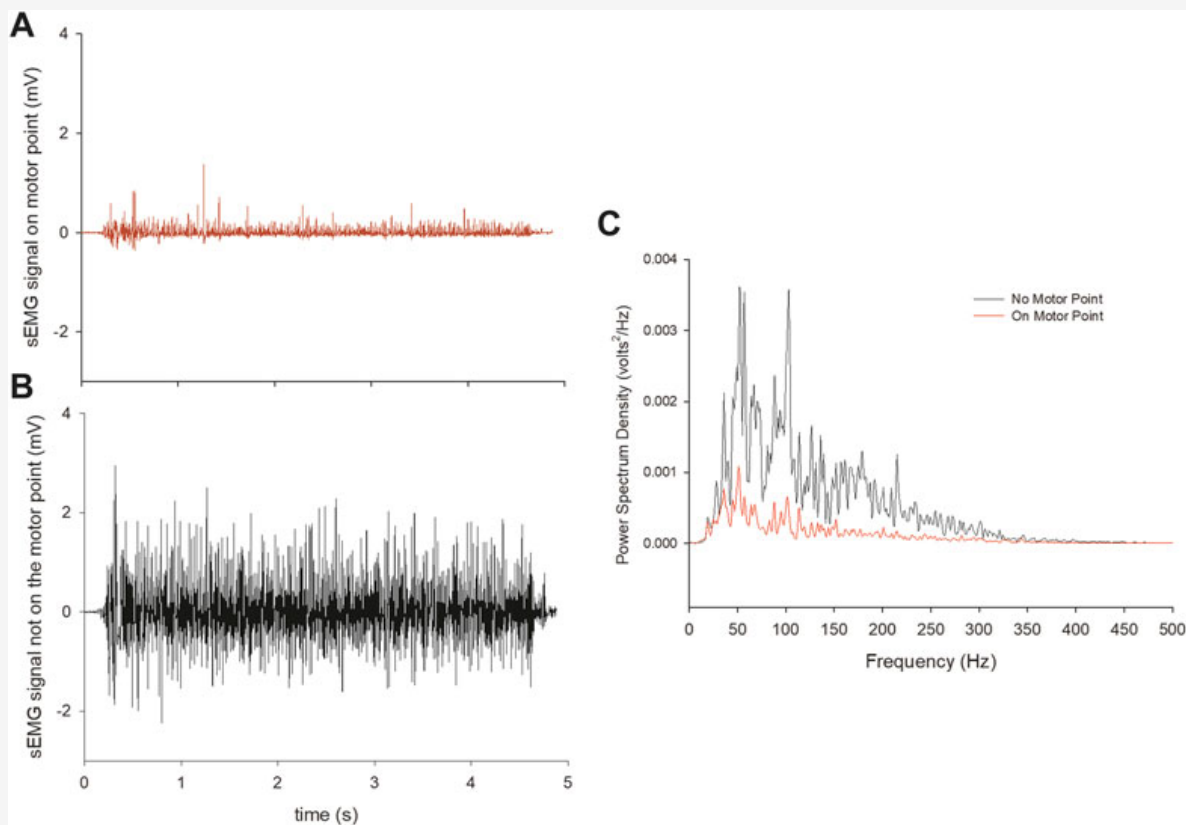 A
sEMG signal on motor point (mV)
4
2
0
-2
B
sEMG signal not on the motor point (mV)
4
2
0
-2
0 1 2 3 4 5
time (s)
C
Power Spectrum Density (volts²/Hz)
0.004
0.003
0.002
0.001
0.000
No Motor Point
On Motor Point
0 50 100 150 200 250 300 350 400 450 500
Frequency (Hz)